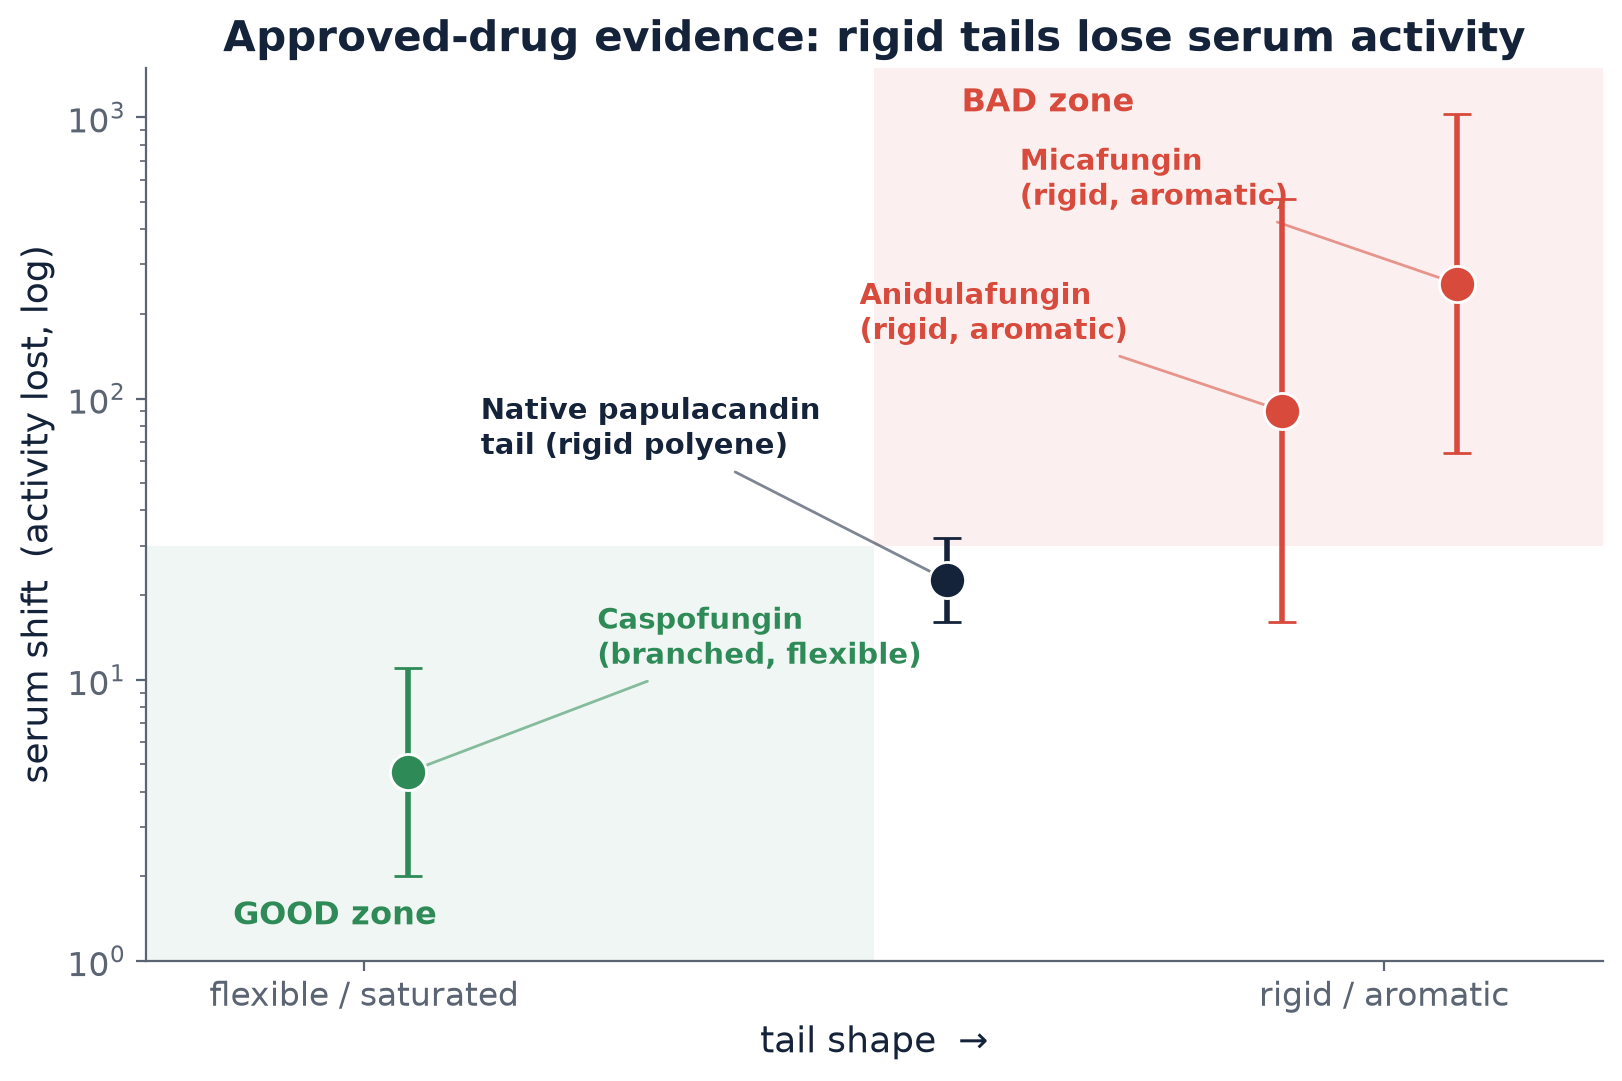 Approved-drug evidence: rigid tails lose serum activity
BAD zone
Micafungin
(rigid, aromatic)
Anidulafungin
(rigid, aromatic)
Native papulacandin
tail (rigid polyene)
Caspofungin
(branched, flexible)
GOOD zone
serum shift (activity lost, log)
10³
10²
10¹
10⁰
flexible / saturated
rigid / aromatic
tail shape →